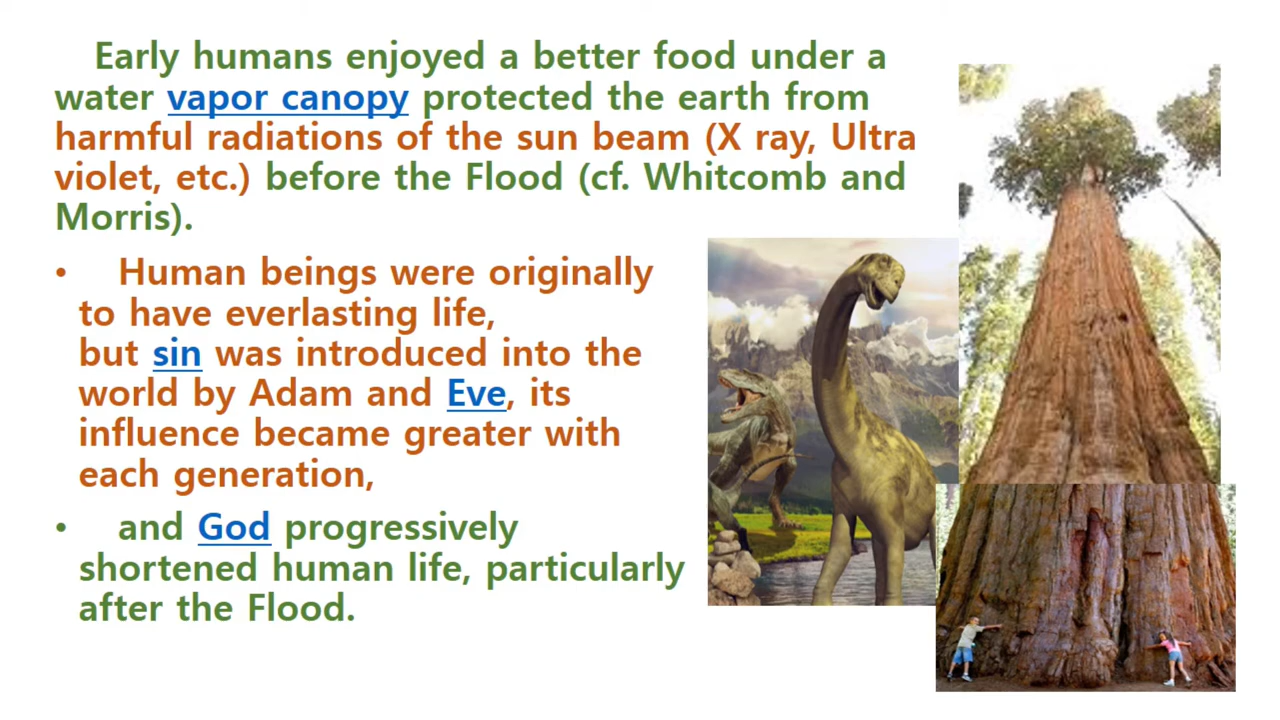 Early humans enjoyed a better food under a
water vapor canopy protected the earth from
harmful radiations of the sun beam (X ray, Ultra
violet, etc.) before the Flood (cf. Whitcomb and
Morris).
• Human beings were originally
to have everlasting life,
but sin was introduced into the
world by Adam and Eve, its
influence became greater with
each generation,
• and God progressively
shortened human life, particularly
after the Flood.